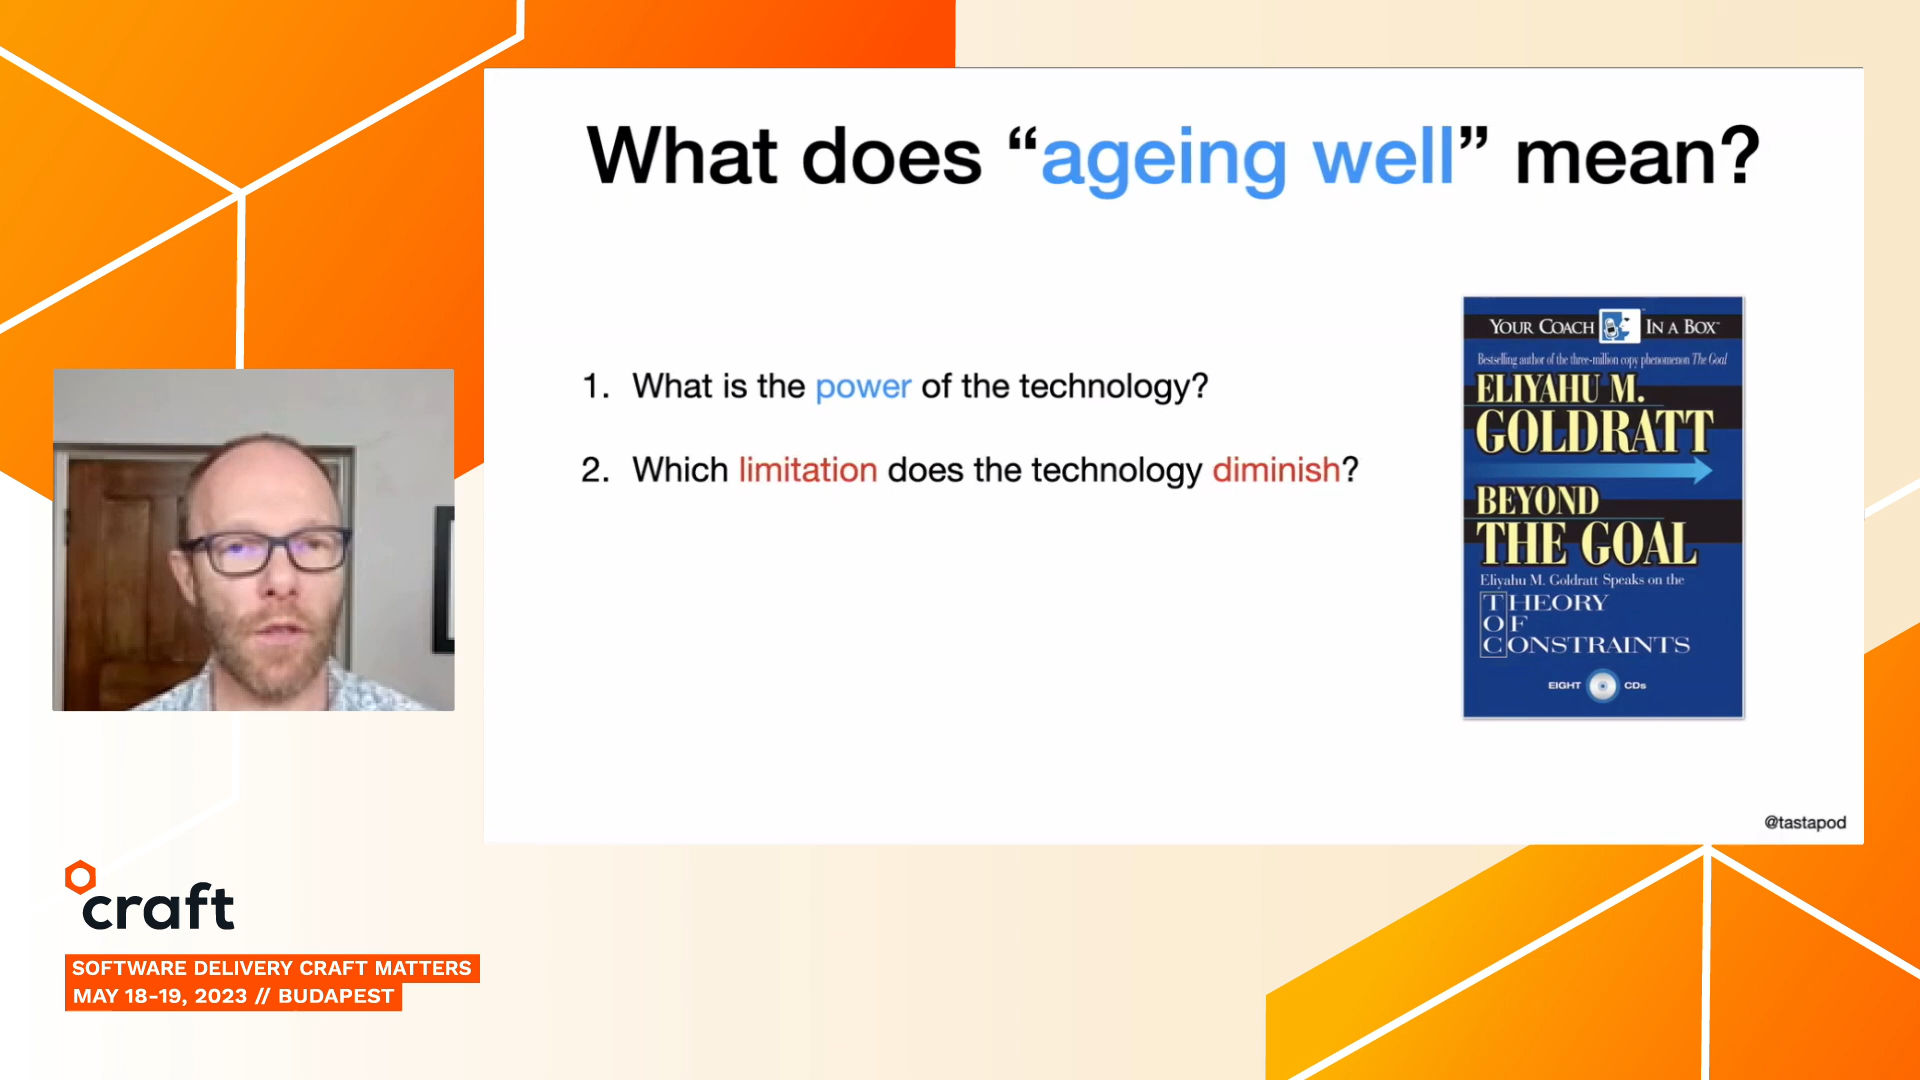 What does “ageing well” mean?
1. What is the power of the technology?
2. Which limitation does the technology diminish?
YOUR COACH IN A BOX™
Bestselling author of the three-million copy phenomenon The Goal
ELIYAHU M.
GOLDRATT
BEYOND
THE GOAL
Eliyahu M. Goldratt Speaks on the
THEORY
OF
CONSTRAINTS
EIGHT CDs
@tastapod
craft
SOFTWARE DELIVERY CRAFT MATTERS
MAY 18-19, 2023 // BUDAPEST